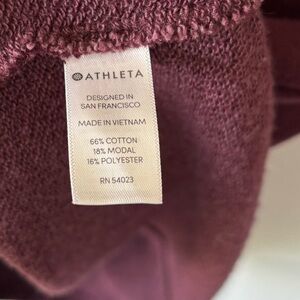 ATHLETA
DESIGNED IN
SAN FRANCISCO
MADE IN VIETNAM
66% COTTON
18% MODAL
16% POLYESTER
RN 54023